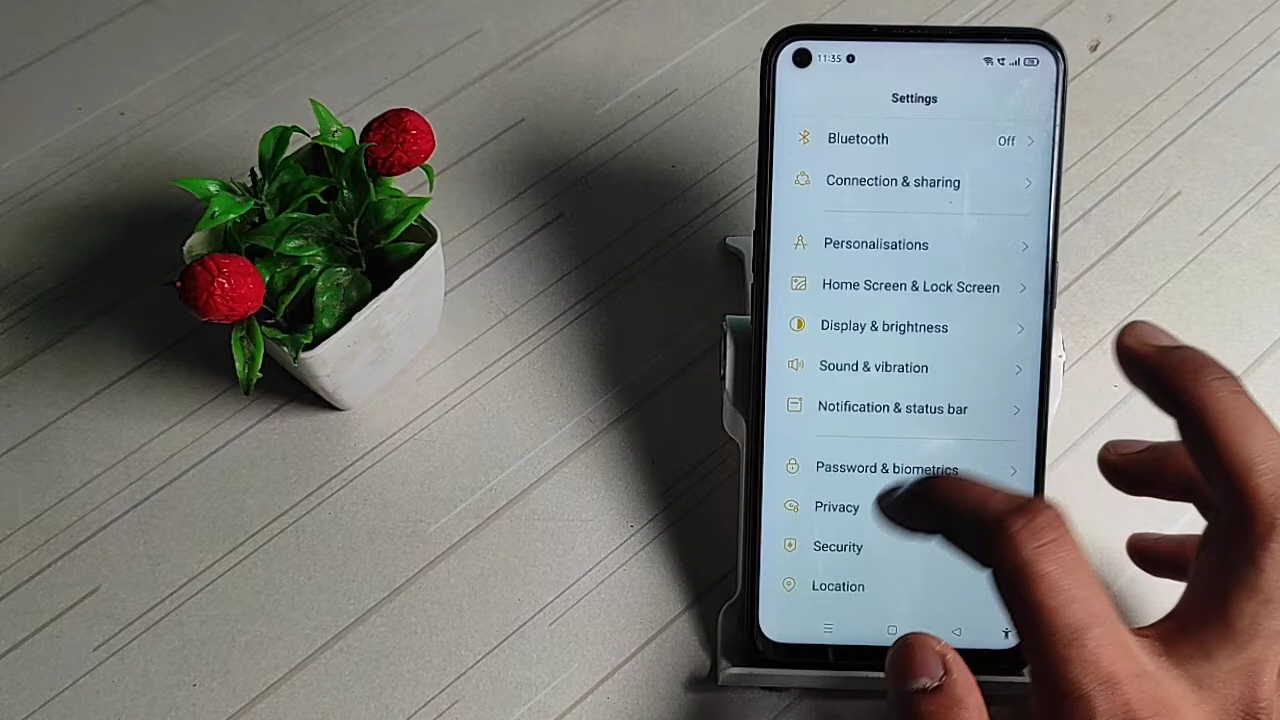 11:35
Settings
Bluetooth Off
Connection & sharing
Personalisations
Home Screen & Lock Screen
Display & brightness
Sound & vibration
Notification & status bar
Password & biometrics
Privacy
Security
Location